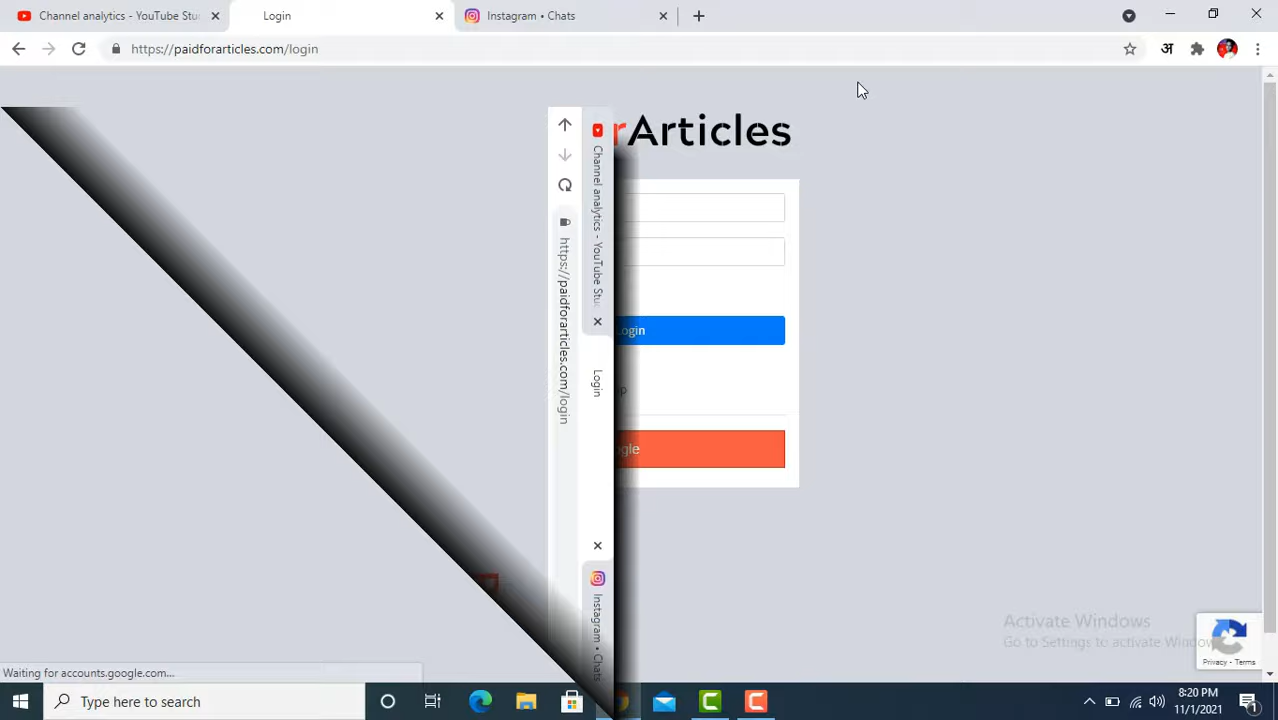 Channel analytics - YouTube Stu
Login
Instagram • Chats
https://paidforarticles.com/login
अ
rArticles
Channel analytics - YouTube Stu
Login
Instagram • Chats
https://paidforarticles.com/login
Login
Activate Windows
Go to Settings to activate Windows.
Privacy - Terms
Waiting for accounts.google.com...
Type here to search
8:20 PM
11/1/2021
1